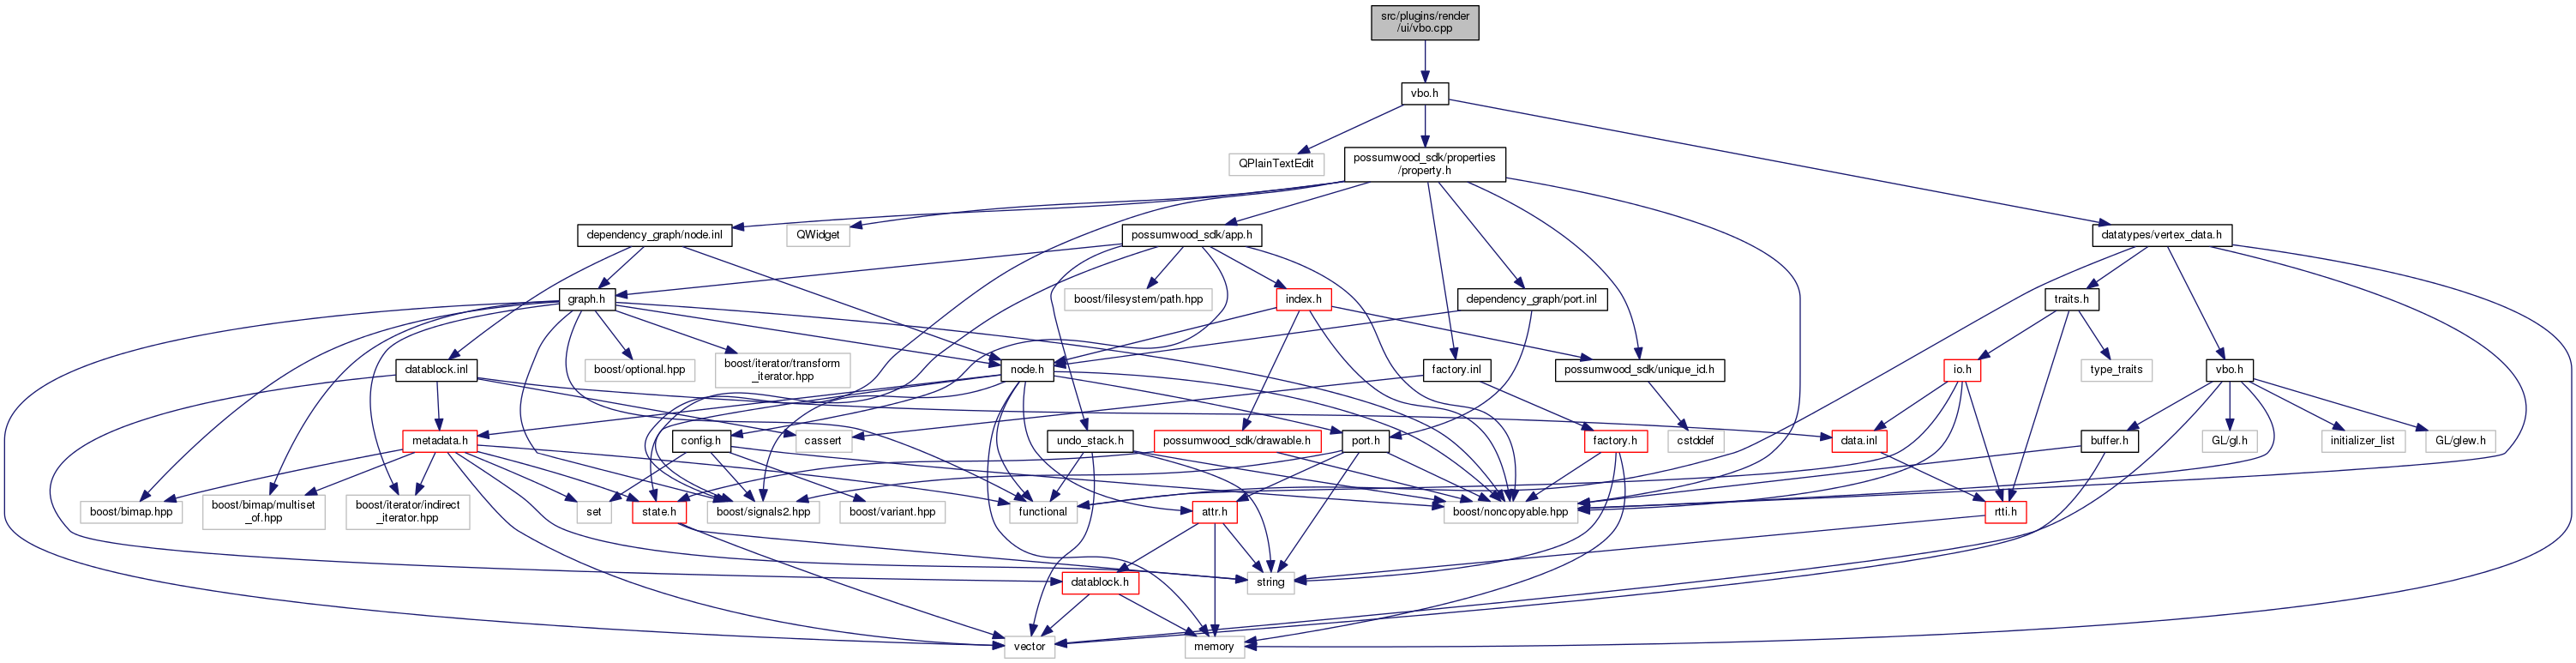 src/plugins/render
/ui/vbo.cpp
vbo.h
QPlainTextEdit
possumwood_sdk/properties
/property.h
dependency_graph/node.inl
QWidget
possumwood_sdk/app.h
datatypes/vertex_data.h
graph.h
boost/filesystem/path.hpp
index.h
dependency_graph/port.inl
traits.h
datablock.inl
boost/optional.hpp
boost/iterator/transform
_iterator.hpp
node.h
factory.inl
possumwood_sdk/unique_id.h
io.h
type_traits
vbo.h
metadata.h
config.h
cassert
undo_stack.h
possumwood_sdk/drawable.h
port.h
factory.h
cstddef
data.inl
buffer.h
GL/gl.h
initializer_list
GL/glew.h
boost/bimap.hpp
boost/bimap/multiset
_of.hpp
boost/iterator/indirect
_iterator.hpp
set
state.h
boost/signals2.hpp
boost/variant.hpp
functional
attr.h
boost/noncopyable.hpp
rtti.h
datablock.h
string
vector
memory